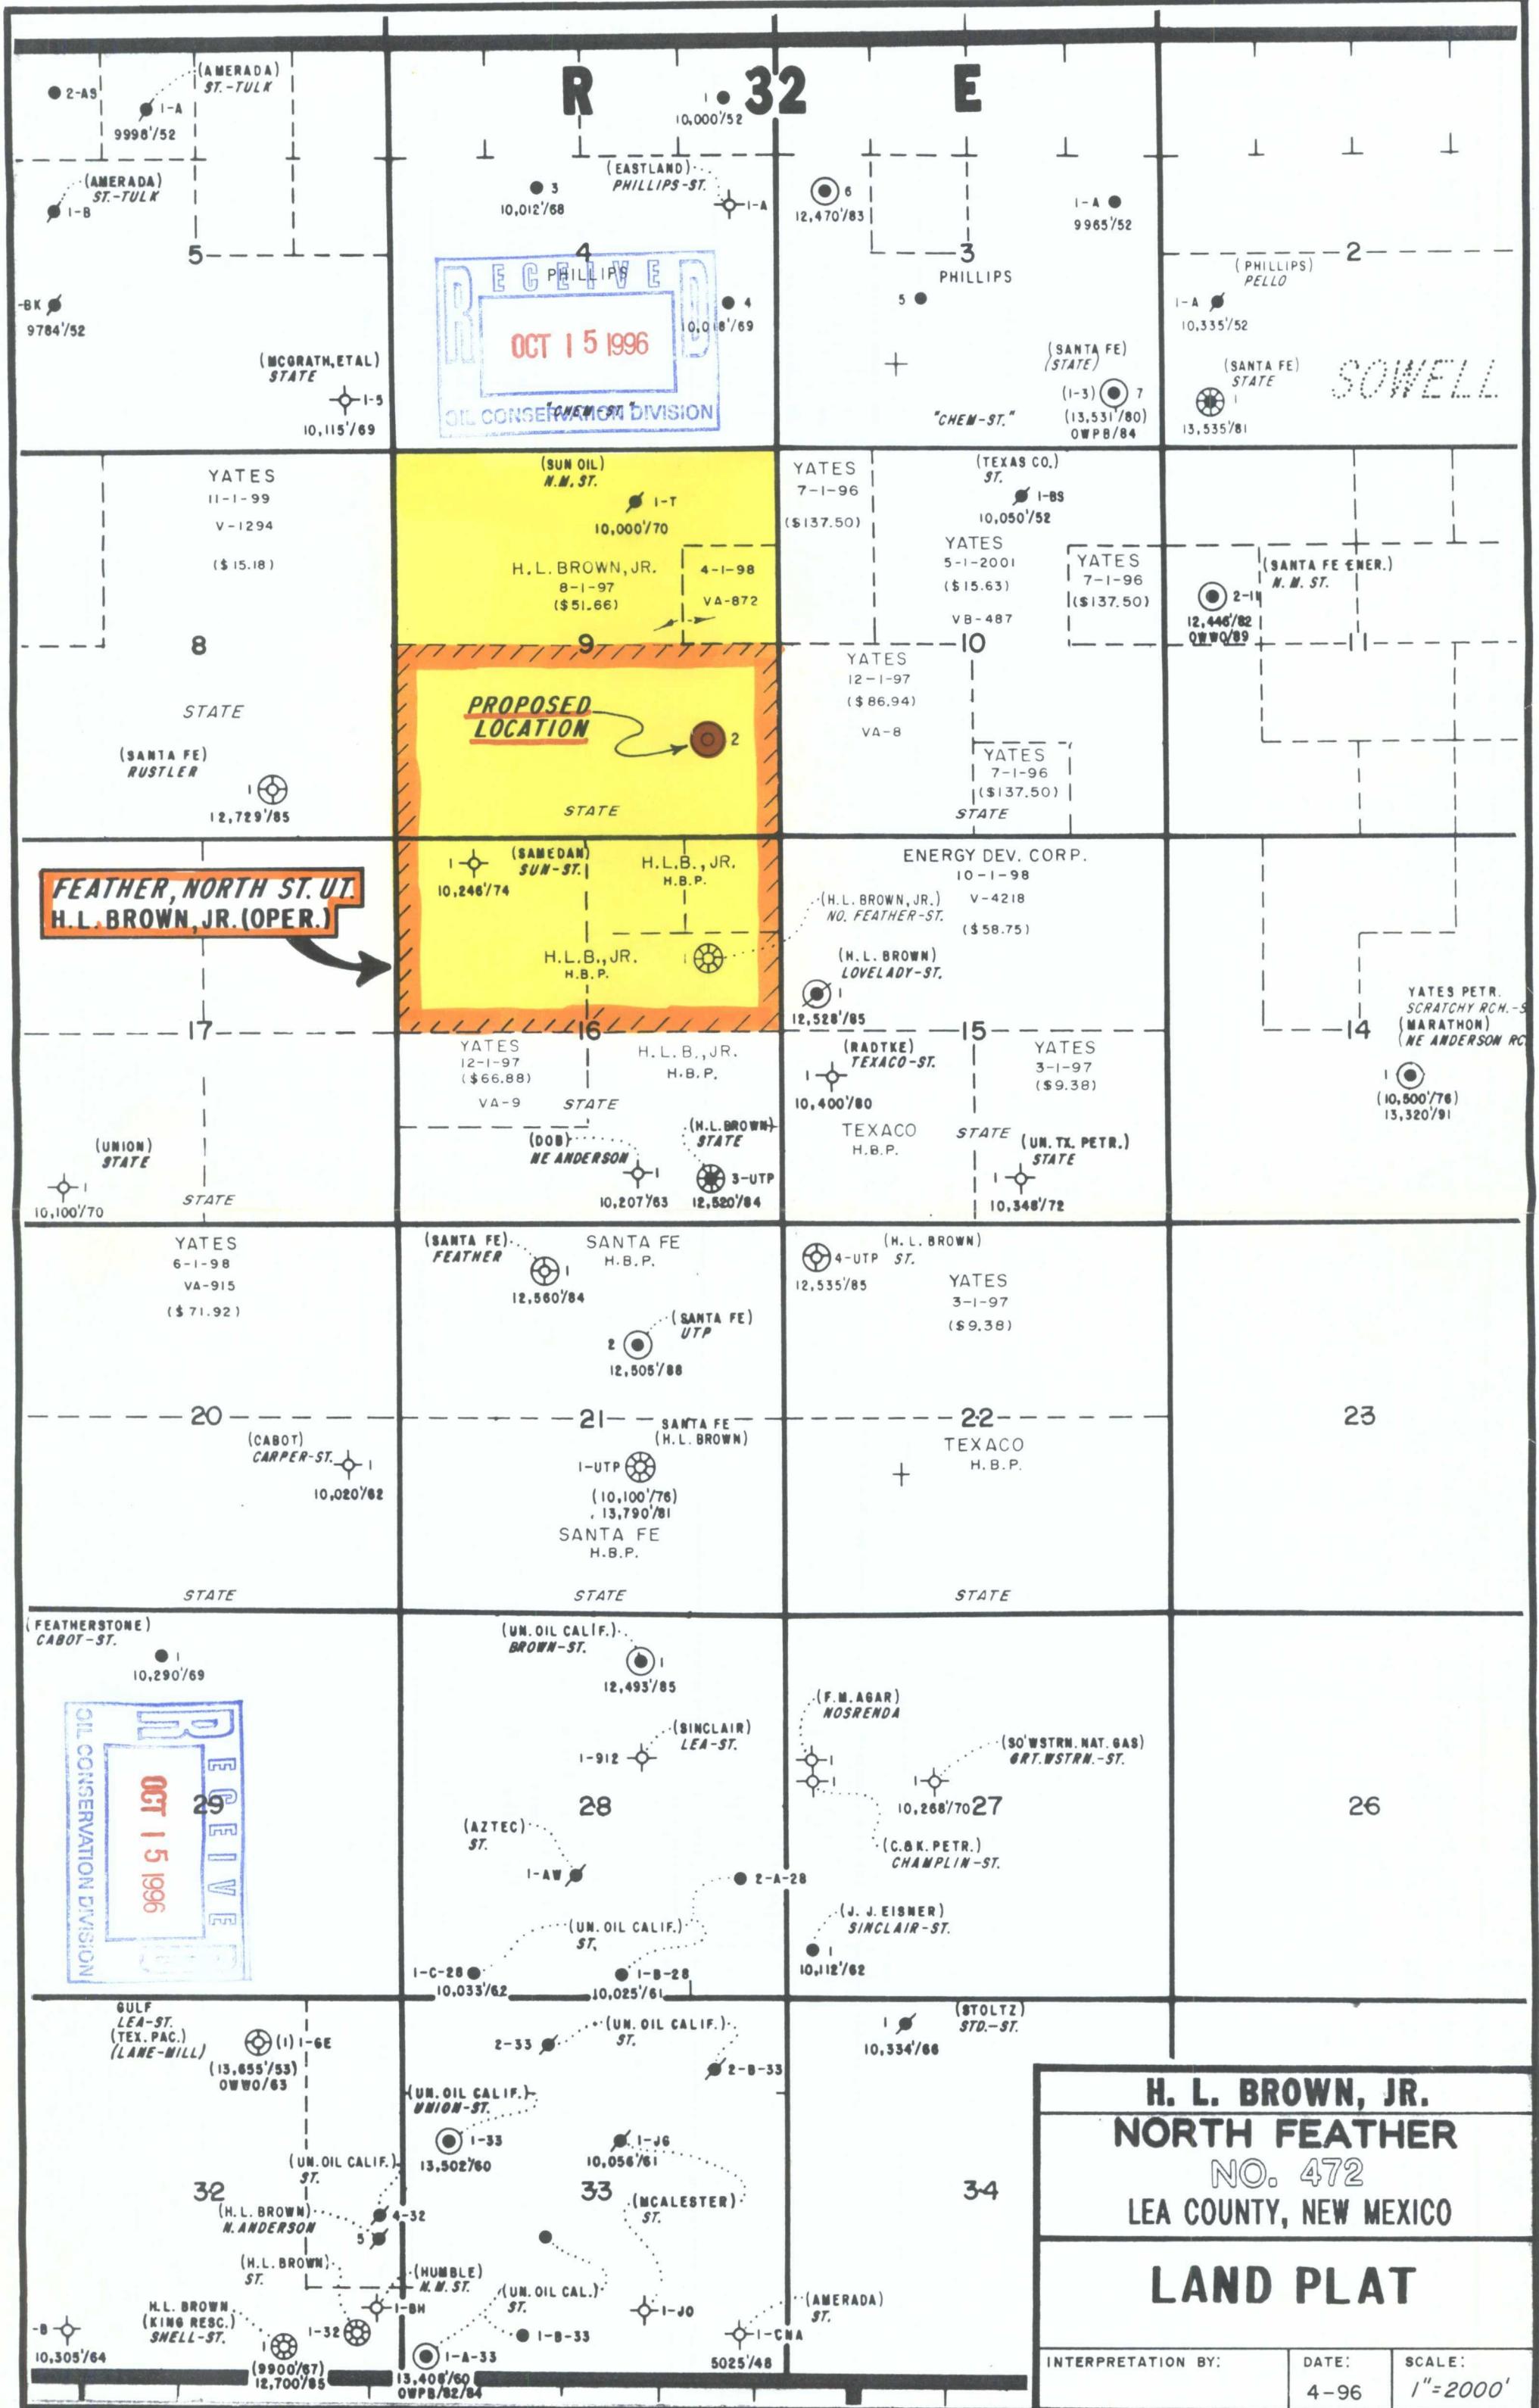 R 32 E
2-AS
(AMERADA)
ST.-TULK
1-A
9998'/52
1
10,000'/52
(AMERADA)
ST.-TULK
1-B
3
10,012'/68
(EASTLAND)
PHILLIPS-ST.
1-A
6
12,470'/83
1-A
9965'/52
5
4
PHILLIPS
3
PHILLIPS
2
(PHILLIPS)
PELLO
1-A
10,335'/52
-BK
9784'/52
4
10,018'/69
5
RECEIVED
OCT 15 1996
OIL CONSERVATION DIVISION
"CHEM-ST."
(MCGRATH, ETAL)
STATE
1-5
10,115'/69
(SANTA FE)
(STATE)
(1-3) 7
(13,531'/80)
OWPB/84
"CHEM-ST."
(SANTA FE)
STATE
1
13,535'/81
SOWELL
YATES
11-1-99
V-1294
($15.18)
8
STATE
(SANTA FE)
RUSTLER
1
12,729'/85
(SUN OIL)
N.M. ST.
1-T
10,000'/70
H.L. BROWN, JR.
8-1-97
($51.66)
4-1-98
VA-872
9
PROPOSED
LOCATION
2
STATE
YATES
7-1-96
($137.50)
(TEXAS CO.)
ST.
1-BS
10,050'/52
YATES
5-1-2001
($15.63)
VB-487
YATES
7-1-96
($137.50)
10
YATES
12-1-97
($86.94)
VA-8
YATES
7-1-96
($137.50)
STATE
(SANTA FE ENER.)
N.M. ST.
2-11
12,446'/82
OWWO/89
11
FEATHER, NORTH ST. UT.
H.L. BROWN, JR. (OPER.)
17
(UNION)
STATE
1
10,100'/70
STATE
1
(SAMEDAN)
SUN-ST.
10,246'/74
H.L.B., JR.
H.B.P.
H.L.B., JR.
H.B.P.
1
16
YATES
12-1-97
($66.88)
VA-9
STATE
H.L.B., JR.
H.B.P.
(DOB)
NE ANDERSON
1
10,207'/63
(H.L. BROWN)
STATE
3-UTP
12,520'/84
ENERGY DEV. CORP.
10-1-98
V-4218
($58.75)
(H.L. BROWN, JR.)
NO. FEATHER-ST.
(H.L. BROWN)
LOVELADY-ST.
1
12,528'/85
15
(RADTKE)
TEXACO-ST.
1
10,400'/80
TEXACO
H.B.P.
YATES
3-1-97
($9.38)
STATE
(UN. TX. PETR.)
STATE
1
10,348'/72
14
YATES PETR.
SCRATCHY RCH.-S
(MARATHON)
(NE ANDERSON RC
1
(10,500'/76)
13,320'/91
YATES
6-1-98
VA-915
($71.92)
20
(CABOT)
CARPER-ST.
1
10,020'/62
STATE
(SANTA FE)
FEATHER
1
12,560'/84
SANTA FE
H.B.P.
(SANTA FE)
UTP
2
12,505'/88
21
SANTA FE
(H.L. BROWN)
1-UTP
(10,100'/76)
13,790'/81
SANTA FE
H.B.P.
STATE
(H.L. BROWN)
4-UTP ST.
12,535'/85
YATES
3-1-97
($9.38)
22
TEXACO
H.B.P.
STATE
23
(FEATHERSTONE)
CABOT-ST.
1
10,290'/69
29
RECEIVED
OCT 15 1996
OIL CONSERVATION DIVISION
(UN. OIL CALIF.)
BROWN-ST.
1
12,493'/85
(SINCLAIR)
LEA-ST.
1-912
28
(AZTEC)
ST.
1-AW
2-A-28
(UN. OIL CALIF.)
ST.
1-C-28
10,033'/62
1-B-28
10,025'/61
(F.M. AGAR)
NOSRENDA
1
1
(SO'WSTRN. NAT. GAS)
GRT. WSTRN.-ST.
1
10,268'/70
27
(C.&K. PETR.)
CHAMPLIN-ST.
(J. J. EISNER)
SINCLAIR-ST.
1
10,112'/62
26
GULF
LEA-ST.
(TEX. PAC.)
(LANE-MILL)
(1) 1-GE
(13,655'/53)
OWWO/63
32
(UN. OIL CALIF.)
ST.
4-32
(H.L. BROWN)
N. ANDERSON
5
(H.L. BROWN)
ST.
1-32
(HUMBLE)
N.M. ST.
1-BH
H.L. BROWN
(KING RESC.)
SHELL-ST.
1
(9900'/67)
12,700'/85
-B
10,305'/64
2-33
(UN. OIL CALIF.)
ST.
2-B-33
(UN. OIL CALIF.)
UNION-ST.
1-33
13,502'/60
1-JG
10,056'/61
33
(MCALESTER)
ST.
1-JO
(UN. OIL CAL.)
ST.
1-B-33
1-A-33
13,408'/60
OWPB/82/84
(AMERADA)
ST.
1-CNA
5025'/48
(STOLTZ)
STD.-ST.
1
10,334'/66
34
H. L. BROWN, JR.
NORTH FEATHER
NO. 472
LEA COUNTY, NEW MEXICO
LAND PLAT
INTERPRETATION BY:
DATE:
4-96
SCALE:
1"=2000'